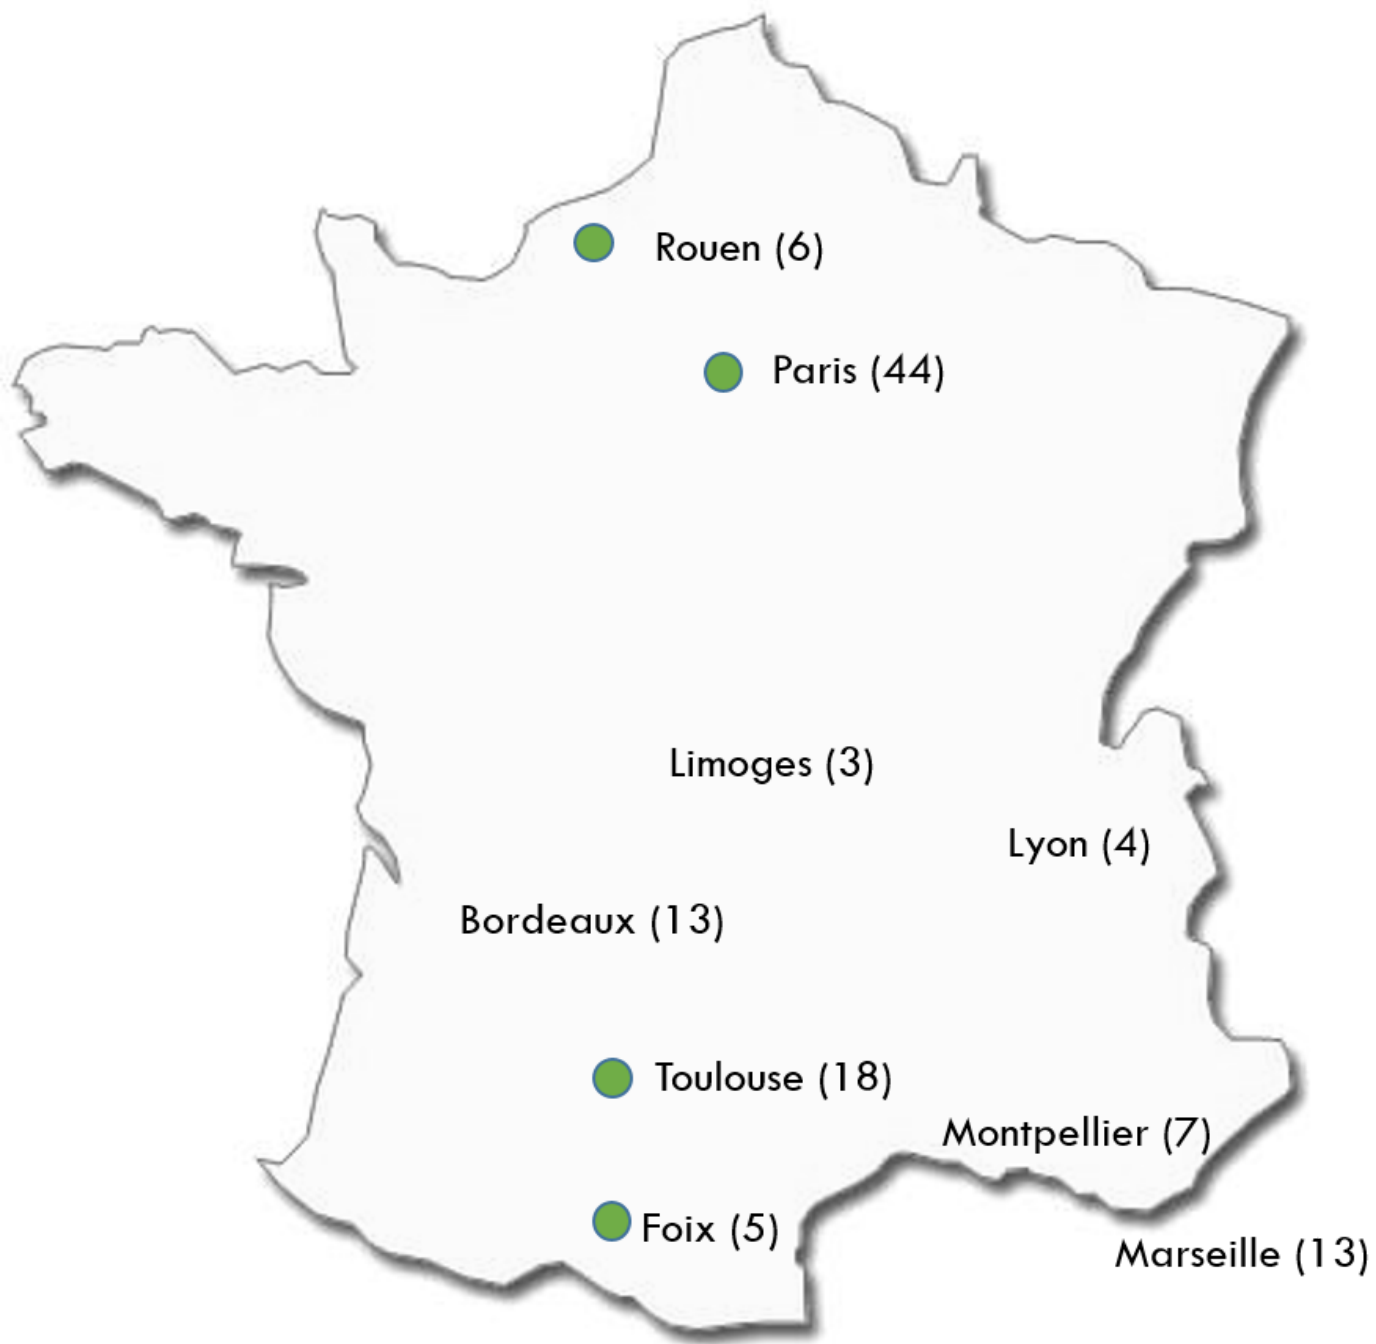 Rouen (6)
Paris (44)
Limoges (3)
Lyon (4)
Bordeaux (13)
Toulouse (18)
Montpellier (7)
Foix (5)
Marseille (13)